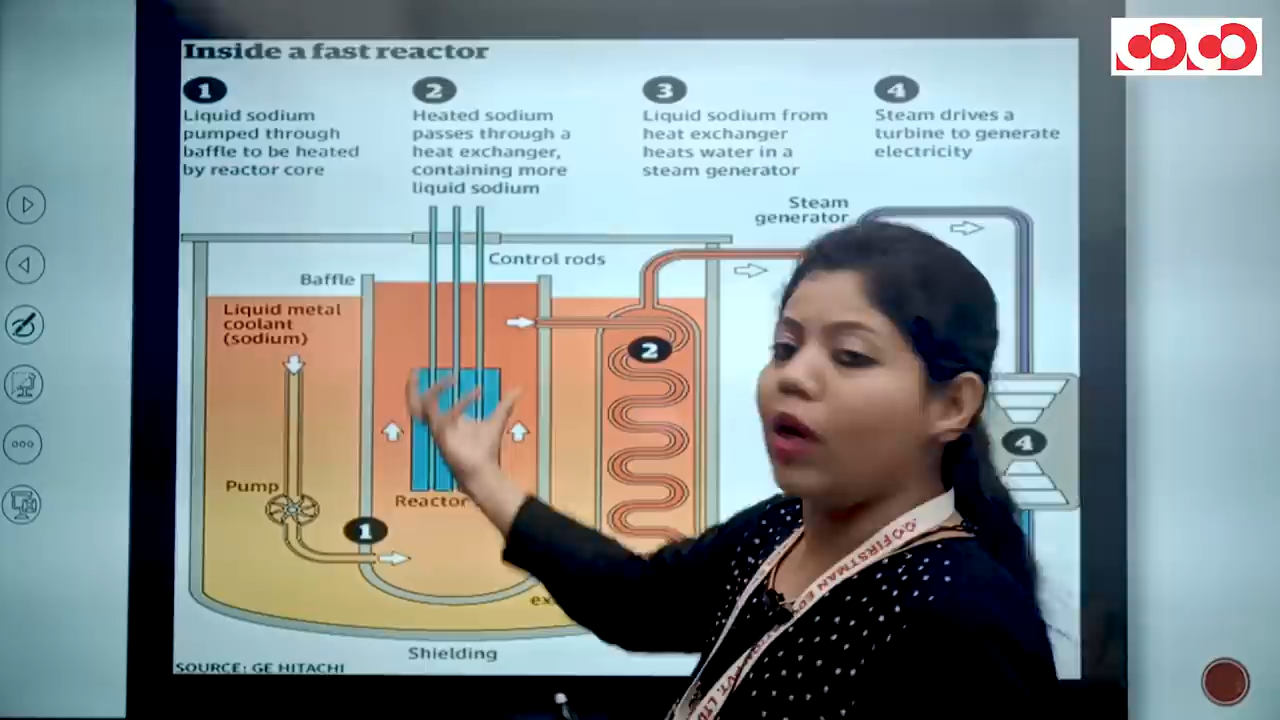 Inside a fast reactor
1
Liquid sodium
pumped through
baffle to be heated
by reactor core
2
Heated sodium
passes through a
heat exchanger,
containing more
liquid sodium
3
Liquid sodium from
heat exchanger
heats water in a
steam generator
4
Steam drives a
turbine to generate
electricity
Steam
generator
Control rods
Baffle
Liquid metal
coolant
(sodium)
2
4
Pump
Reactor
1
Shielding
SOURCE: GE HITACHI
FIRSTMAN
PVT. LTD